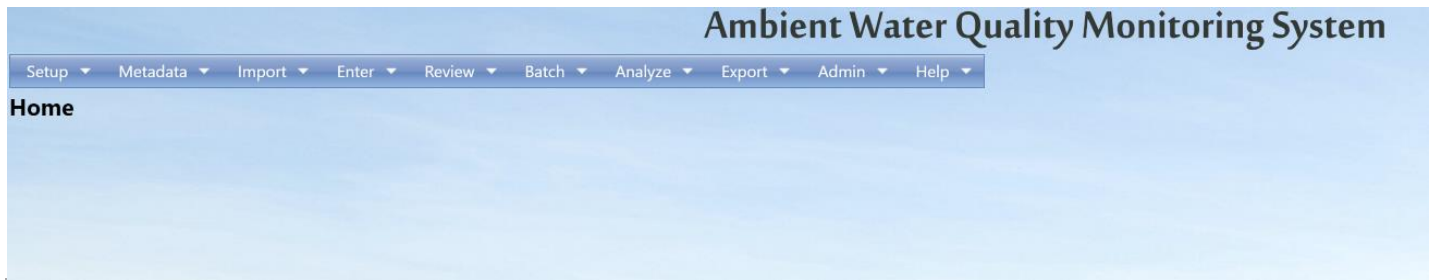 Ambient Water Quality Monitoring System
Setup Metadata Import Enter Review Batch Analyze Export Admin Help
Home